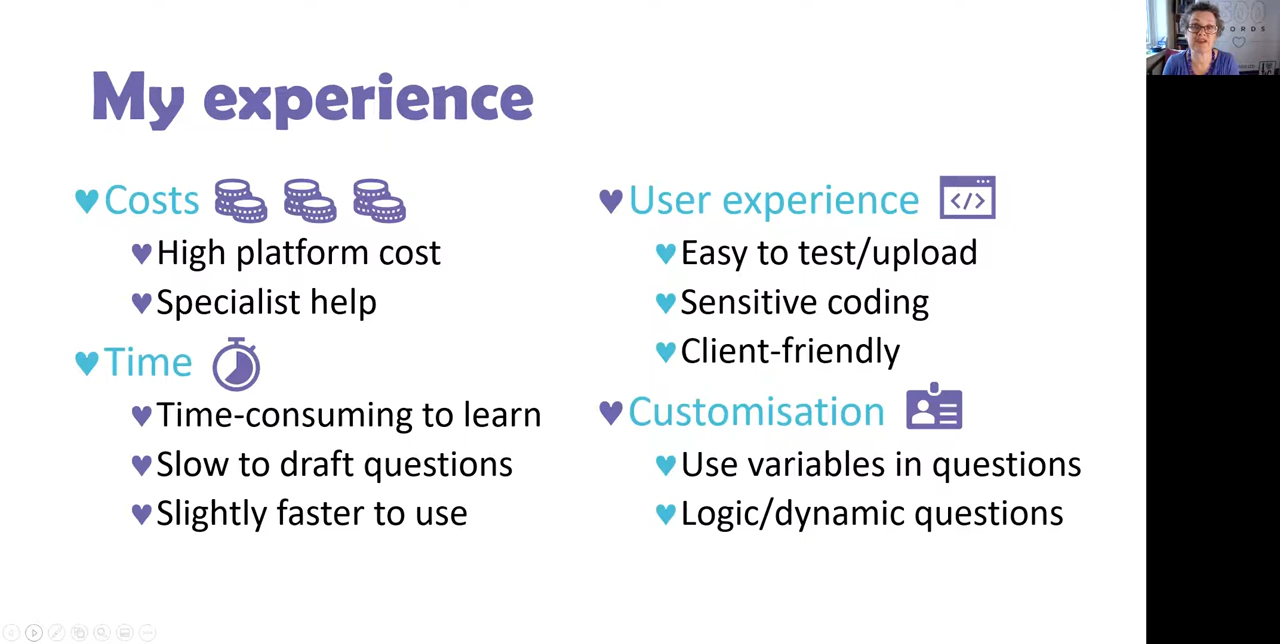 My experience
Costs
High platform cost
Specialist help
Time
Time-consuming to learn
Slow to draft questions
Slightly faster to use
User experience
</>
Easy to test/upload
Sensitive coding
Client-friendly
Customisation
Use variables in questions
Logic/dynamic questions
500
WORDS